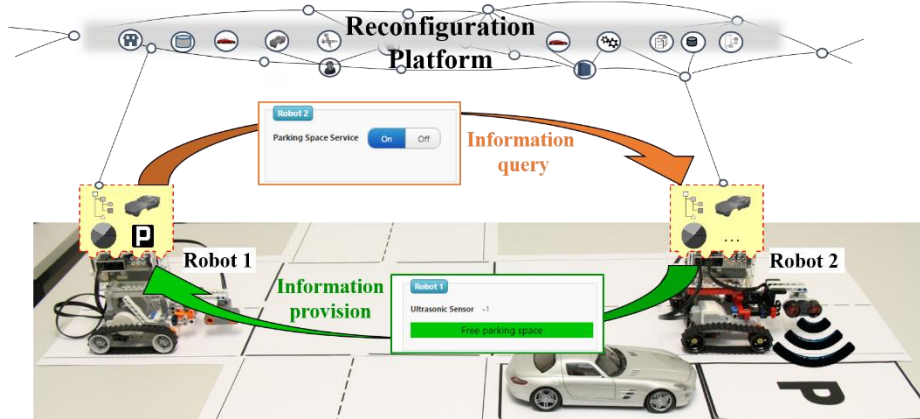 Reconfiguration
Platform
Robot 2
Parking Space Service
On
Off
Information
query
P
...
Robot 1
Robot 2
Information
provision
Robot 1
Ultrasonic Sensor -1
Free parking space
P